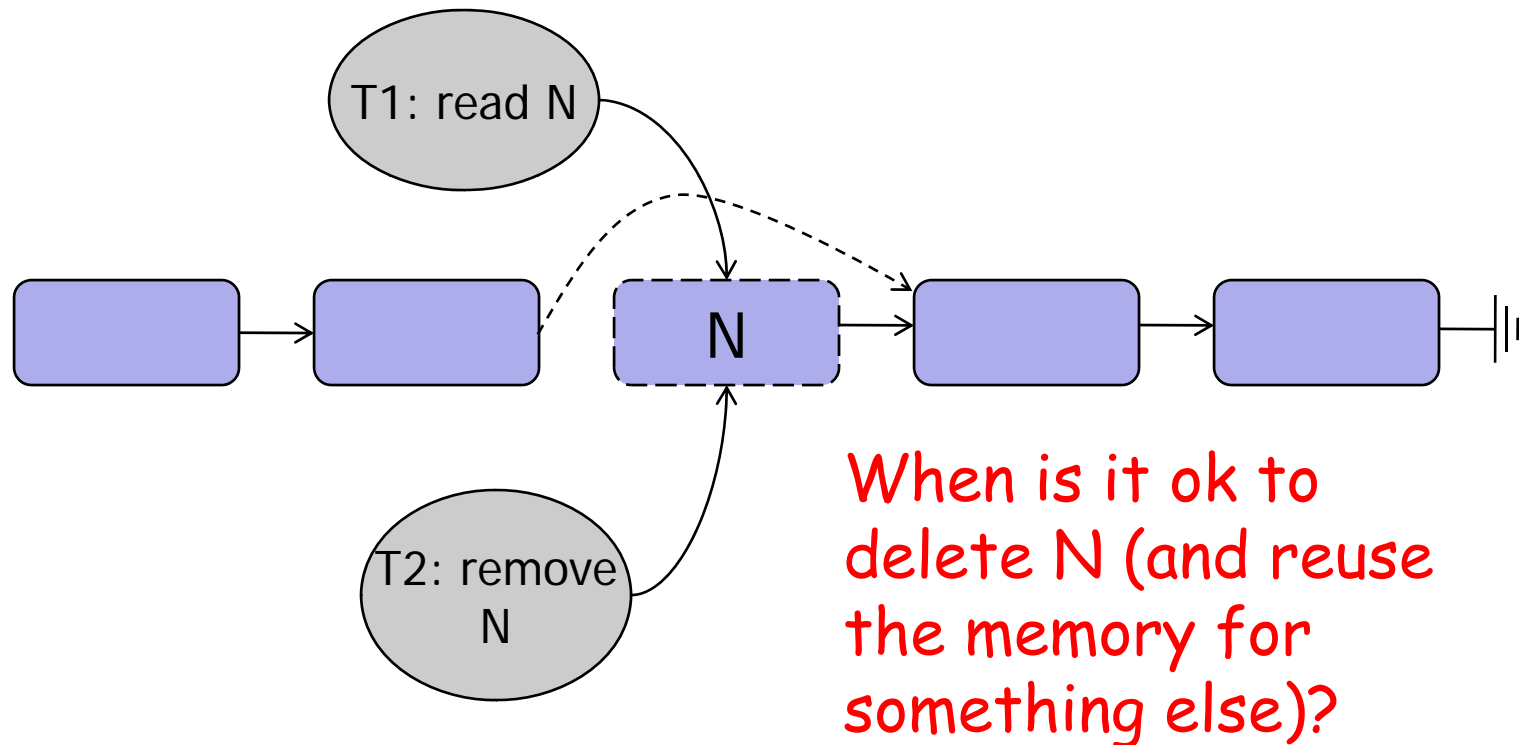 T1: read N
N
T2: remove
N
When is it ok to
delete N (and reuse
the memory for
something else)?